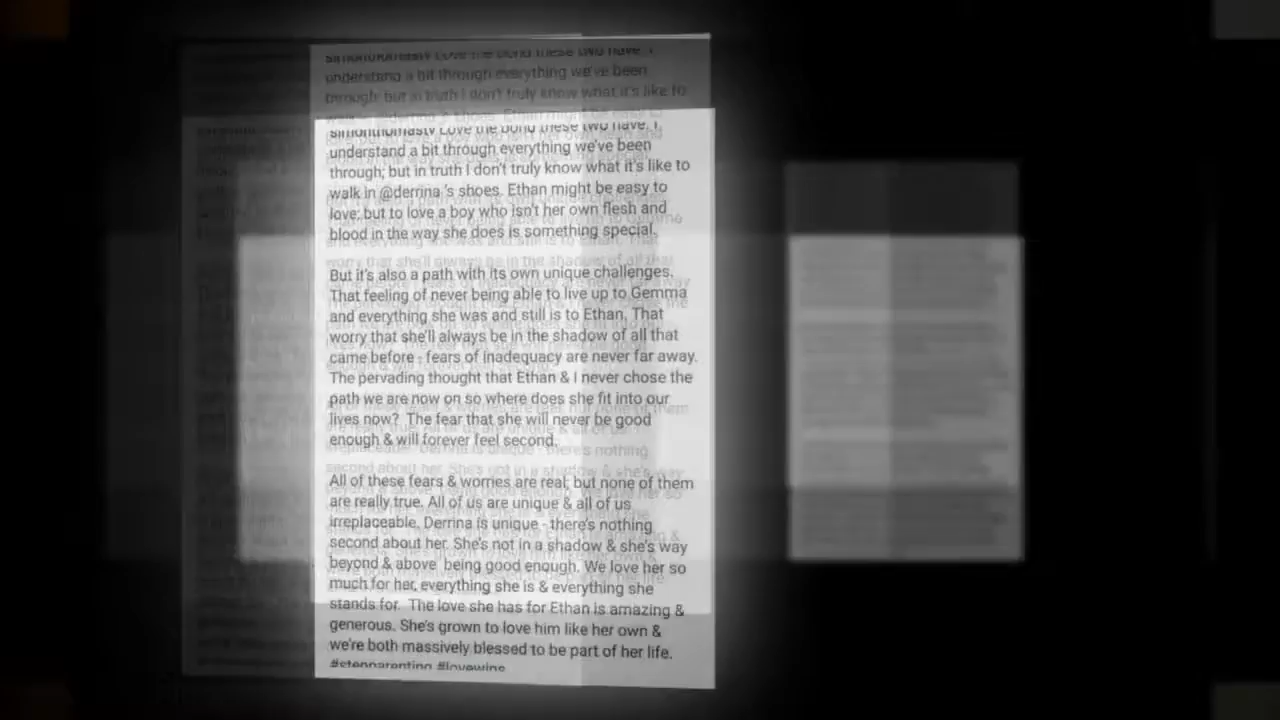 simonthomastv Love the bond these two have. I
understand a bit through everything we've been
through; but in truth I don't truly know what it's like to
walk in @derrina 's shoes. Ethan might be easy to
love; but to love a boy who isn't her own flesh and
blood in the way she does is something special.
But it's also a path with its own unique challenges.
That feeling of never being able to live up to Gemma
and everything she was and still is to Ethan. That
worry that she'll always be in the shadow of all that
came before - fears of inadequacy are never far away.
The pervading thought that Ethan & I never chose the
path we are now on so where does she fit into our
lives now? The fear that she will never be good
enough & will forever feel second.
All of these fears & worries are real; but none of them
are really true. All of us are unique & all of us
irreplaceable. Derrina is unique - there's nothing
second about her. She's not in a shadow & she's way
beyond & above being good enough. We love her so
much for her, everything she is & everything she
stands for. The love she has for Ethan is amazing &
generous. She's grown to love him like her own &
we're both massively blessed to be part of her life.
#stepparenting #lovewins